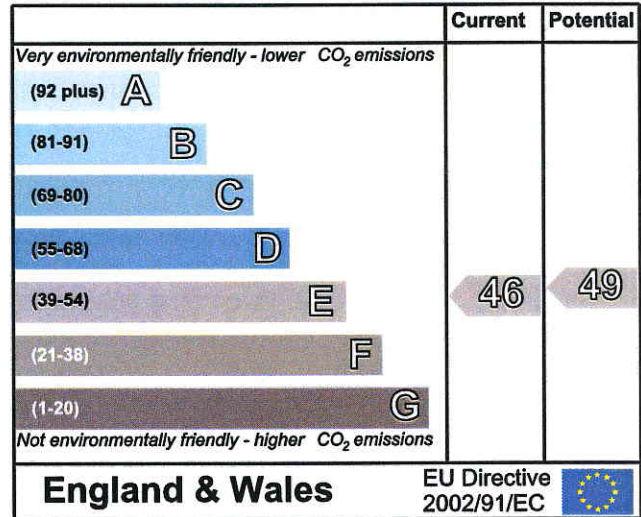 Current Potential
Very environmentally friendly - lower CO2 emissions
(92 plus) A
(81-91) B
(69-80) C
(55-68) D
(39-54) E
46
49
(21-38) F
(1-20) G
Not environmentally friendly - higher CO2 emissions
England & Wales
EU Directive
2002/91/EC